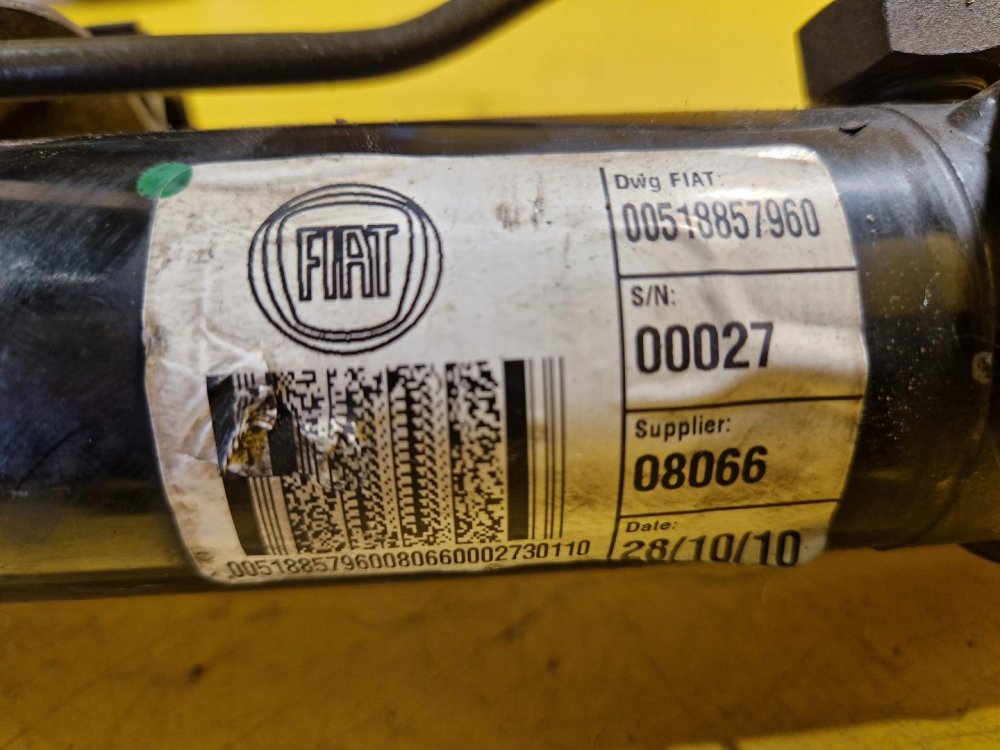 FIAT
Dwg FIAT:
00518857960
S/N:
00027
Supplier:
08066
Date:
28/10/10
00518857960080660002730110